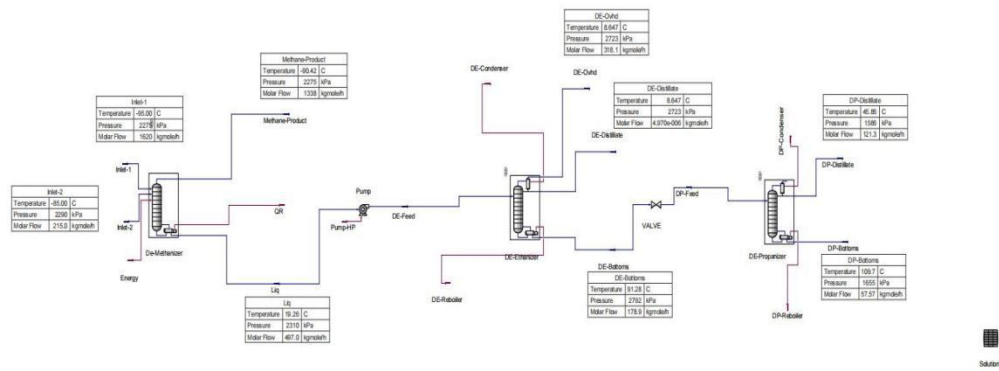 DE-Ovhd
Temperature 8.647 C
Pressure 2723 kPa
Molar Flow 318.1 kgmole/h
Methane-Product
Temperature -90.42 C
Pressure 2275 kPa
Molar Flow 1338 kgmole/h
DE-Condenser
DE-Ovhd
DE-Distillate
Temperature 8.647 C
Pressure 2723 kPa
Molar Flow 4.970e-006 kgmole/h
Inlet-1
Temperature -95.00 C
Pressure 2275 kPa
Molar Flow 1620 kgmole/h
Methane-Product
DE-Distillate
DP-Condenser
DP-Distillate
Temperature 45.86 C
Pressure 1586 kPa
Molar Flow 121.3 kgmole/h
Inlet-1
DP-Distillate
Inlet-2
Temperature -85.00 C
Pressure 2290 kPa
Molar Flow 215.0 kgmole/h
Pump
DP-Feed
QR
DE-Feed
Inlet-2
Pump-HP
VALVE
De-Methanizer
DE-Ethanizer
DE-Propanizer
DP-Bottoms
Energy
DE-Bottoms
DP-Bottoms
Temperature 109.7 C
Pressure 1655 kPa
Molar Flow 57.57 kgmole/h
Liq
DE-Reboiler
DE-Bottoms
Temperature 91.28 C
Pressure 2792 kPa
Molar Flow 178.9 kgmole/h
Liq
Temperature 19.26 C
Pressure 2310 kPa
Molar Flow 497.0 kgmole/h
DP-Reboiler
Solution